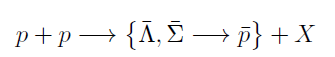 p + p ⟶ {Λ̄, Σ̄ ⟶ p̄} + X